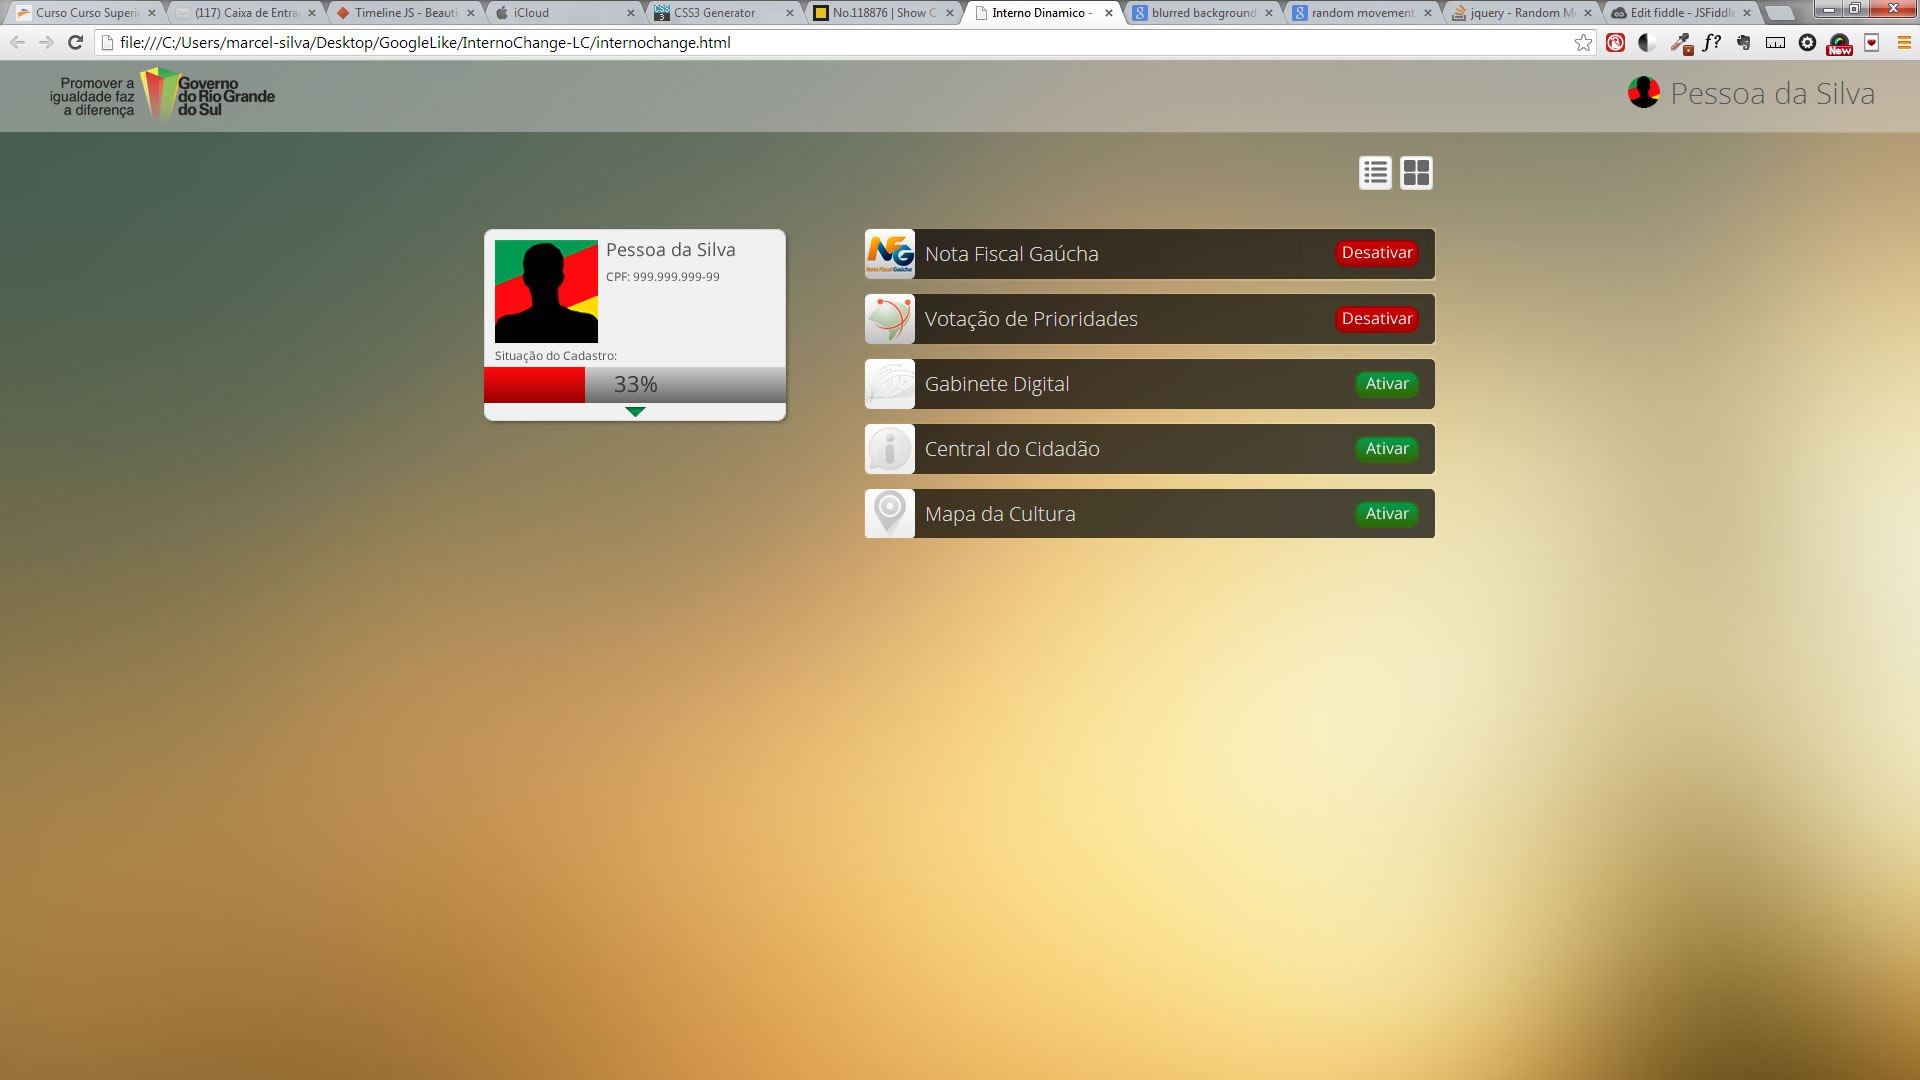 Curso Curso Superi
(117) Caixa de Entra
Timeline JS - Beauti
iCloud
CSS3 Generator
No.118876 | Show C
Interno Dinamico -
blurred background
random movement
jquery - Random M
Edit fiddle - JSFiddle
file:///C:/Users/marcel-silva/Desktop/GoogleLike/InternoChange-LC/internochange.html
f?
New
Promover a
igualdade faz
a diferença
Governo
do Rio Grande
do Sul
Pessoa da Silva
Pessoa da Silva
CPF: 999.999.999-99
Situação do Cadastro:
33%
NFG
Nota Fiscal Gaúcha
Nota Fiscal Gaúcha
Desativar
Votação de Prioridades
Desativar
Gabinete Digital
Ativar
Central do Cidadão
Ativar
Mapa da Cultura
Ativar